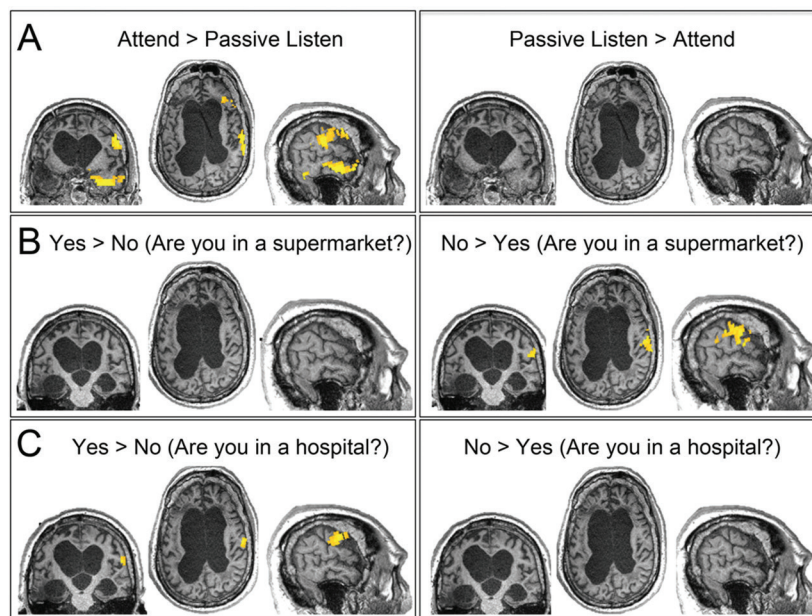 A
Attend > Passive Listen
Passive Listen > Attend
B
Yes > No (Are you in a supermarket?)
No > Yes (Are you in a supermarket?)
C
Yes > No (Are you in a hospital?)
No > Yes (Are you in a hospital?)